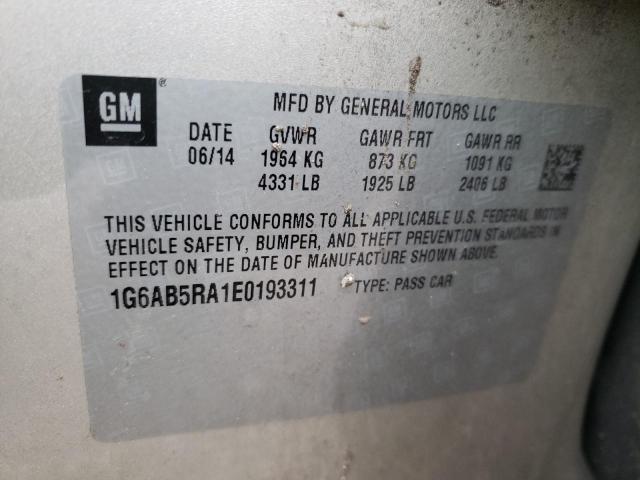 GM ®
MFD BY GENERAL MOTORS LLC
DATE GVWR GAWR FRT GAWR RR
06/14 1964 KG 873 KG 1091 KG
4331 LB 1925 LB 2406 LB
THIS VEHICLE CONFORMS TO ALL APPLICABLE U.S. FEDERAL MOTOR
VEHICLE SAFETY, BUMPER, AND THEFT PREVENTION STANDARDS IN
EFFECT ON THE DATE OF MANUFACTURE SHOWN ABOVE.
1G6AB5RA1E0193311 TYPE: PASS CAR